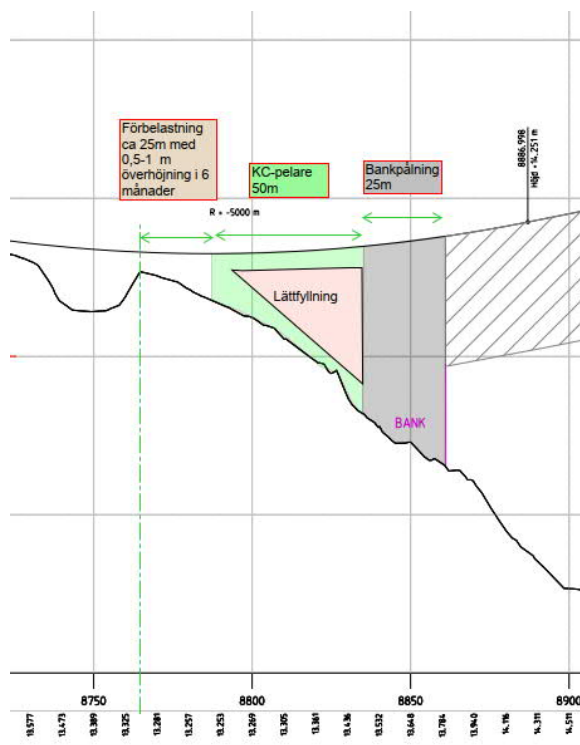 Förbelastning
ca 25m med
0,5-1 m
överhöjning i 6
månader
KC-pelare
50m
Bankpålning
25m
8886,998
Höjd =14,251 m
R = -5000 m
Lättfyllning
BANK
8750 8800 8850 8900
13.577 13.473 13.389 13.325 13.281 13.257 13.253 13.269 13.305 13.361 13.436 13.532 13.648 13.784 13.940 14.116 14.311 14.511